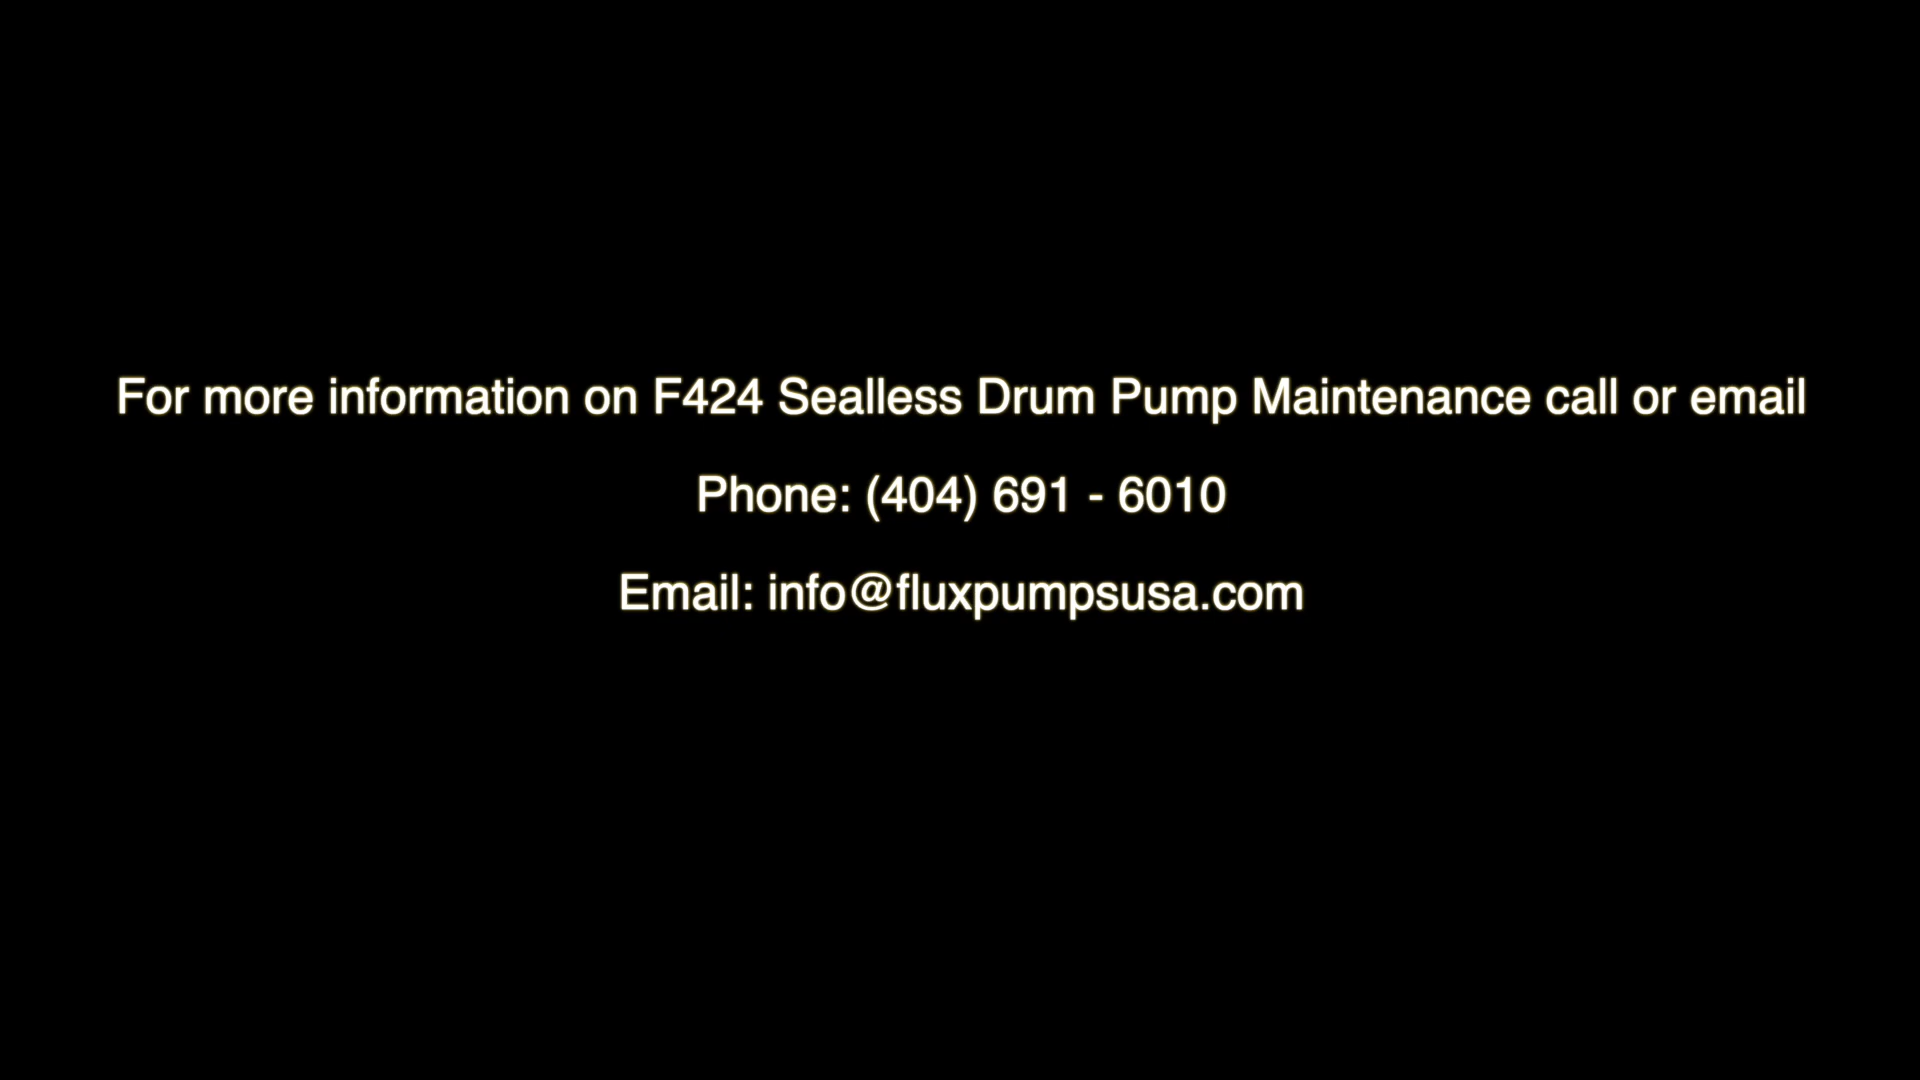 For more information on F424 Sealless Drum Pump Maintenance call or email
Phone: (404) 691 - 6010
Email: info@fluxpumpsusa.com